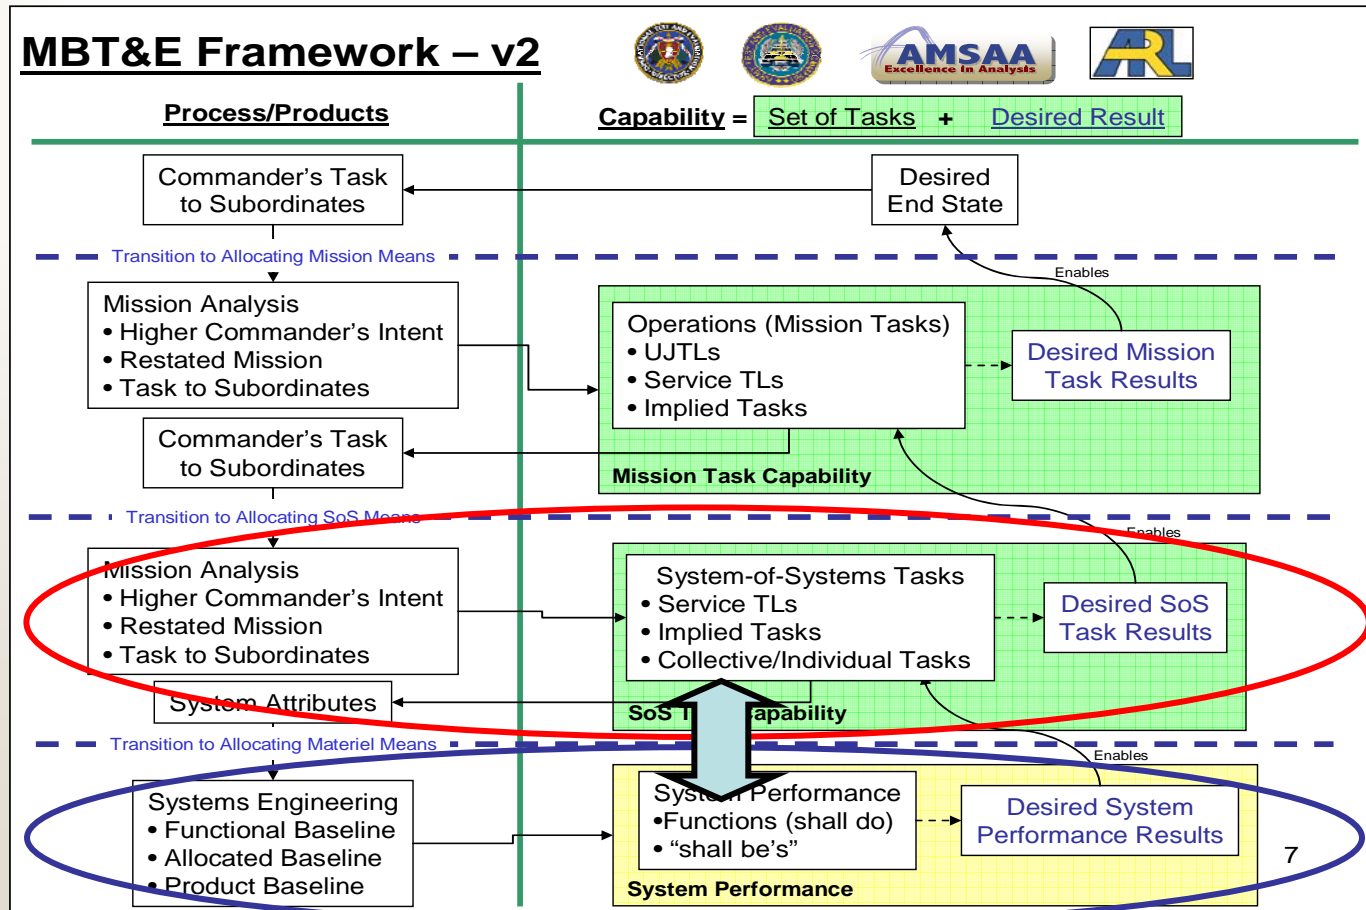 MBT&E Framework – v2
AMSAA
Excellence in Analysis
ARL
Process/Products
Capability = Set of Tasks + Desired Result
Commander's Task
to Subordinates
Desired
End State
Transition to Allocating Mission Means
Enables
Mission Analysis
• Higher Commander's Intent
• Restated Mission
• Task to Subordinates
Operations (Mission Tasks)
• UJTLs
• Service TLs
• Implied Tasks
Desired Mission
Task Results
Commander's Task
to Subordinates
Mission Task Capability
Transition to Allocating SoS Means
Enables
Mission Analysis
• Higher Commander's Intent
• Restated Mission
• Task to Subordinates
System-of-Systems Tasks
• Service TLs
• Implied Tasks
• Collective/Individual Tasks
Desired SoS
Task Results
System Attributes
SoS T Capability
Transition to Allocating Materiel Means
Enables
Systems Engineering
• Functional Baseline
• Allocated Baseline
• Product Baseline
System Performance
•Functions (shall do)
• “shall be's”
Desired System
Performance Results
System Performance
7